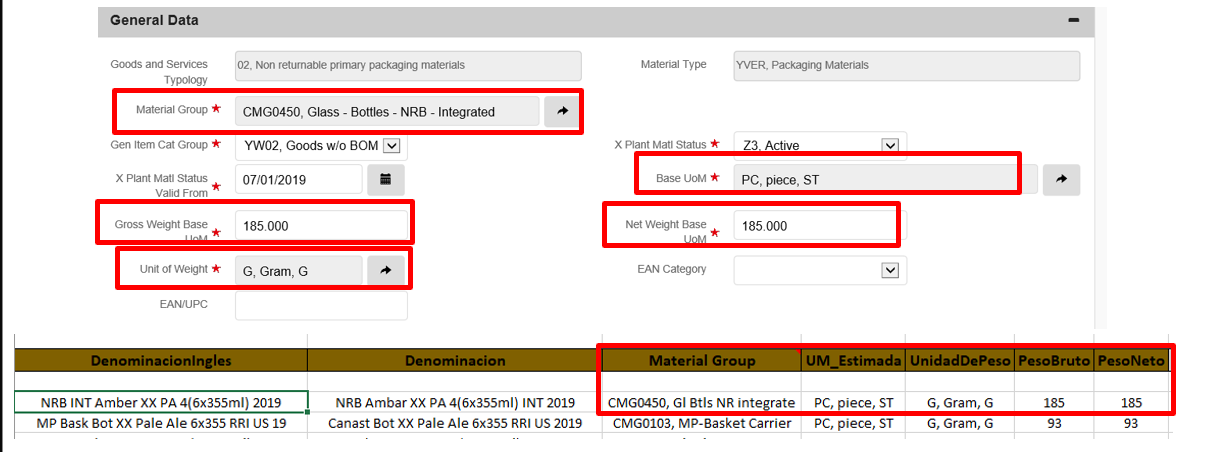 General Data
Goods and Services Typology 02, Non returnable primary packaging materials Material Type YVER, Packaging Materials
Material Group * CMG0450, Glass - Bottles - NRB - Integrated
Gen Item Cat Group * YW02, Goods w/o BOM X Plant Matl Status * Z3, Active
X Plant Matl Status Valid From * 07/01/2019 Base UoM * PC, piece, ST
Gross Weight Base UoM * 185.000 Net Weight Base UoM * 185.000
Unit of Weight * G, Gram, G EAN Category
EAN/UPC
DenominacionIngles Denominacion Material Group UM_Estimada UnidadDePeso PesoBruto PesoNeto
NRB INT Amber XX PA 4(6x355ml) 2019 NRB Ambar XX PA 4(6x355ml) INT 2019 CMG0450, Gl Btls NR integrate PC, piece, ST G, Gram, G 185 185
MP Bask Bot XX Pale Ale 6x355 RRI US 19 Canast Bot XX Pale Ale 6x355 RRI US 2019 CMG0103, MP-Basket Carrier PC, piece, ST G, Gram, G 93 93